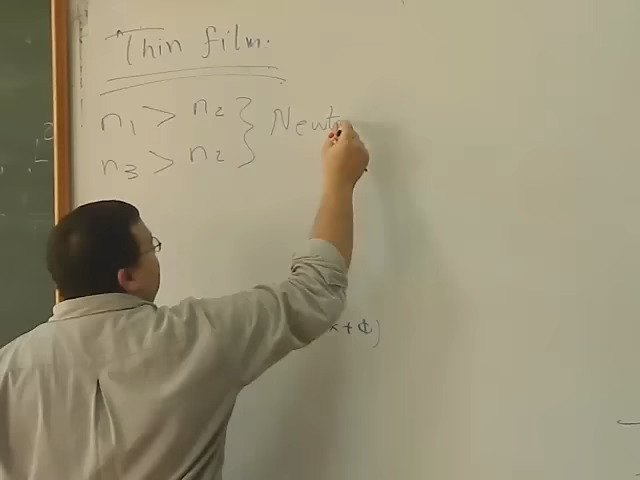 Thin film.
n₁ > n₂ } Newt
n₃ > n₂